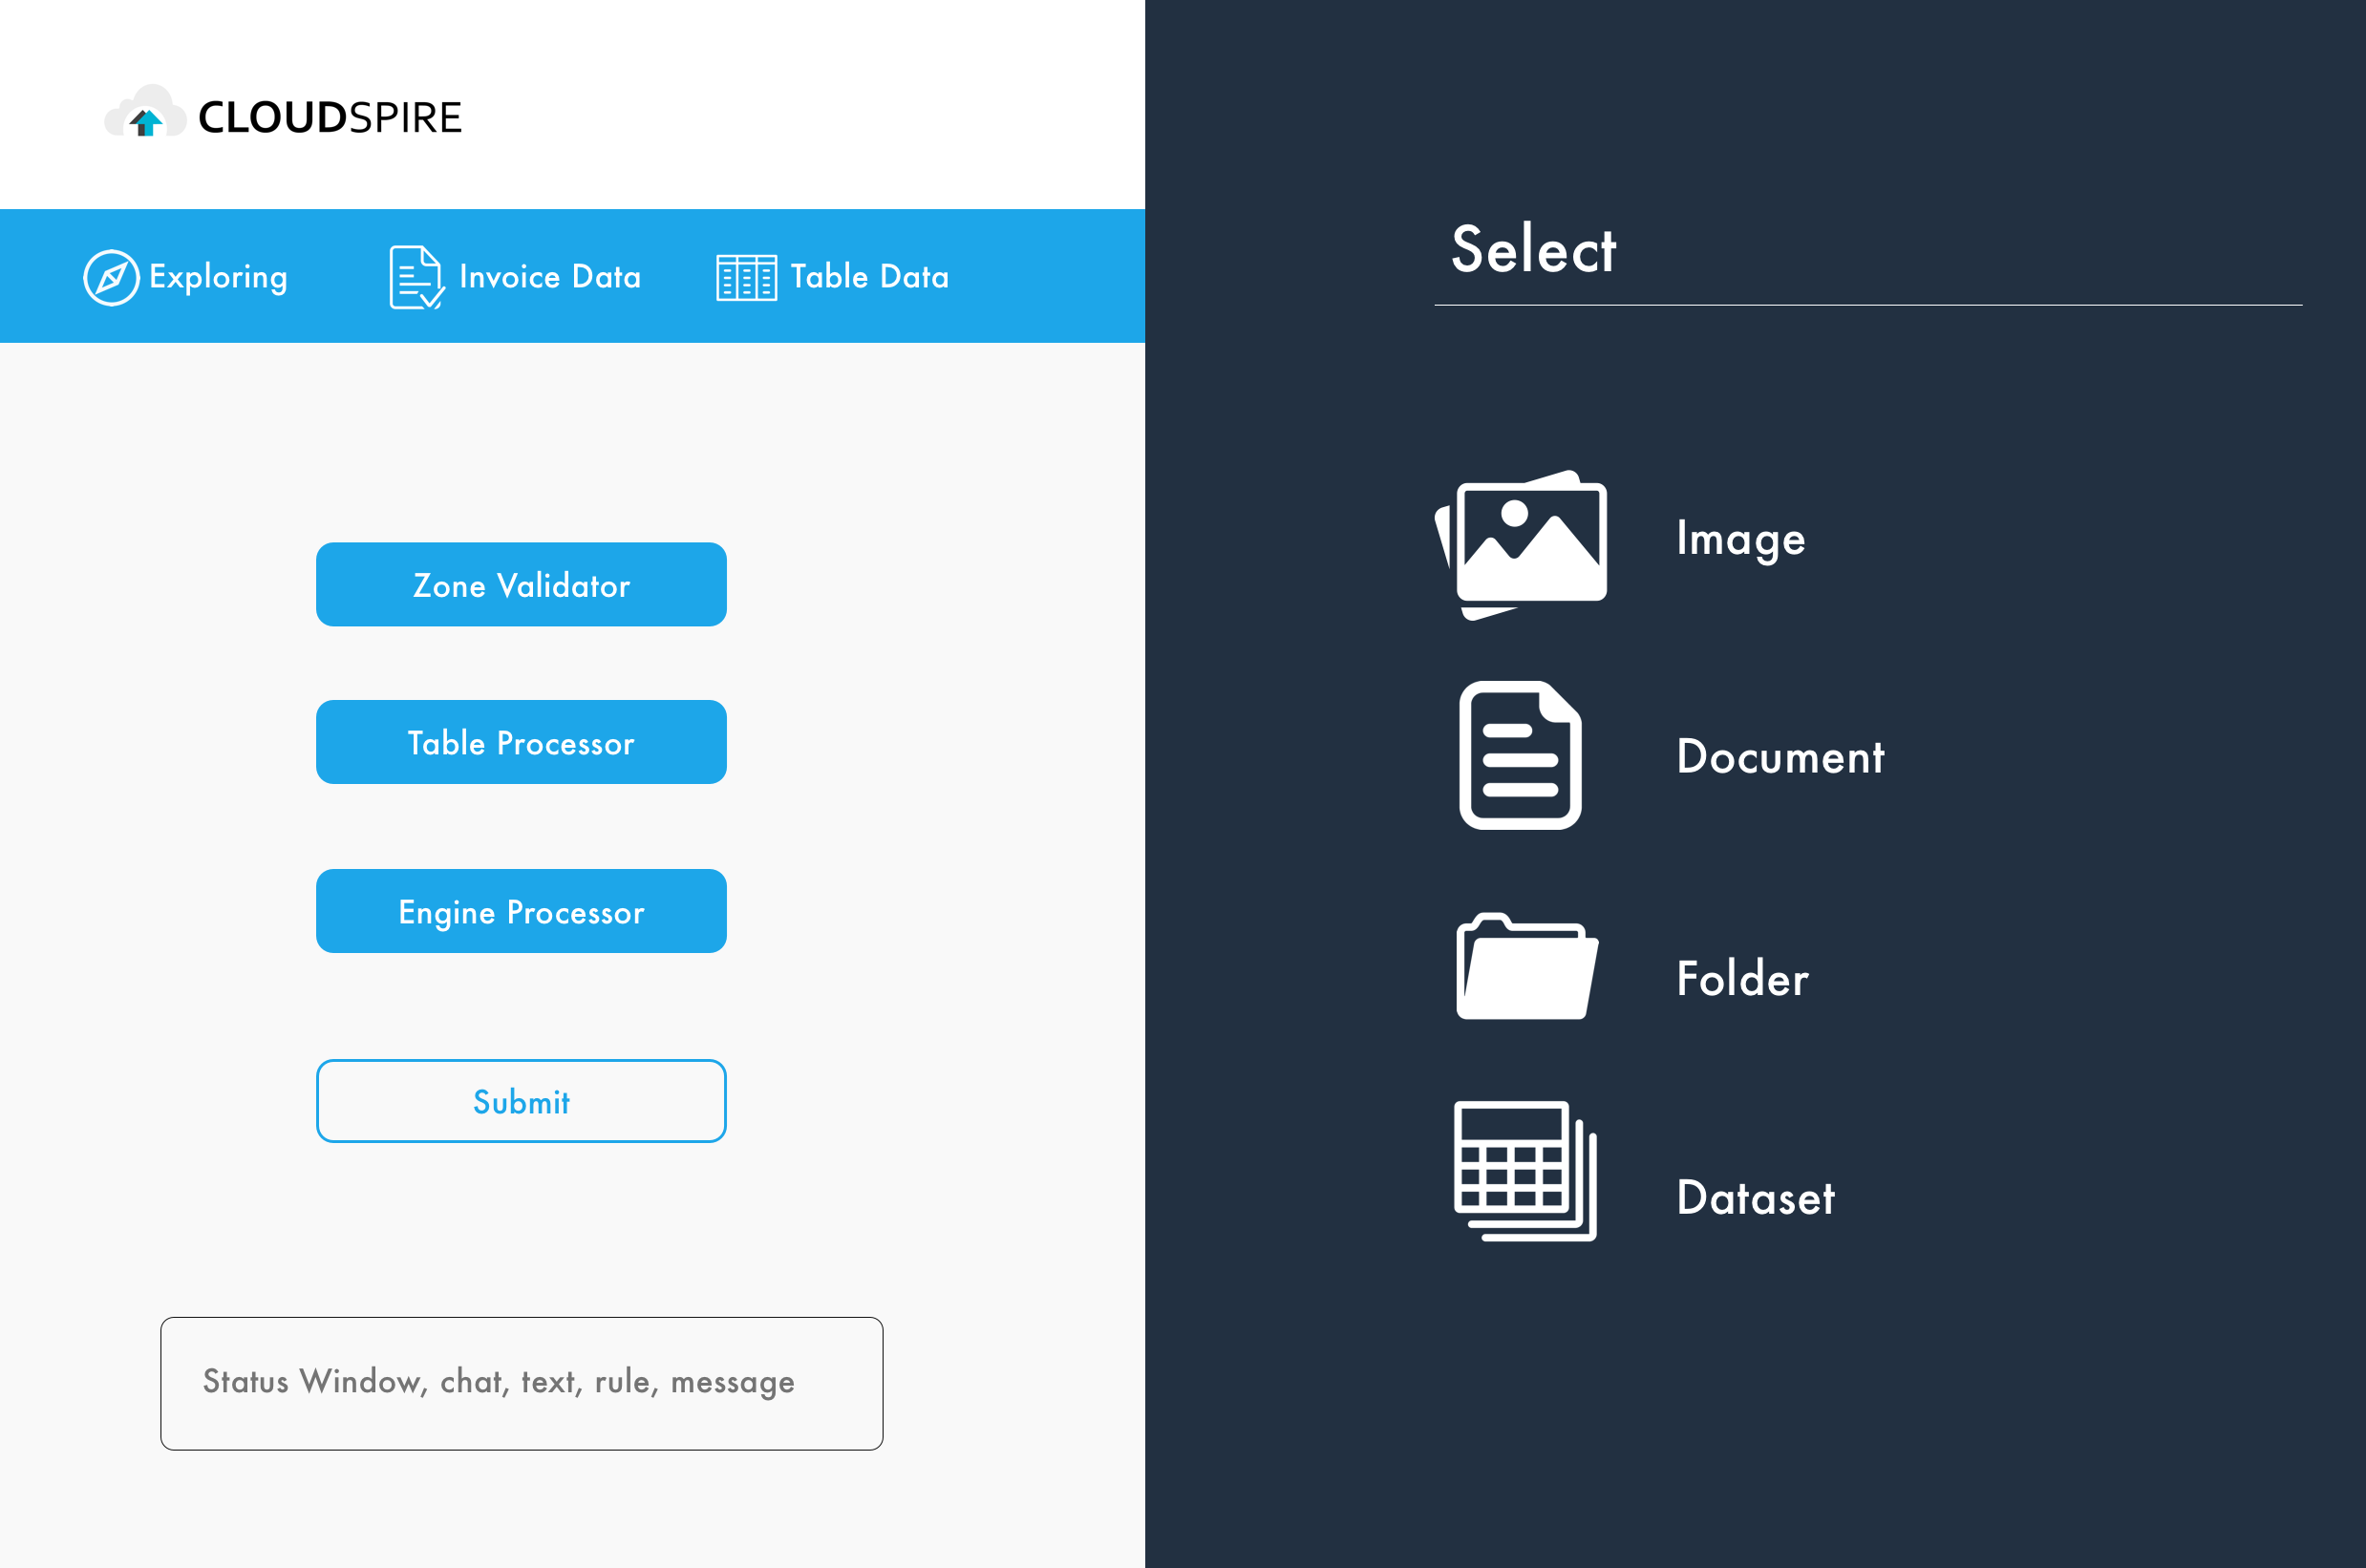 CLOUDSPIRE
Exploring
Invoice Data
Table Data
Zone Validator
Table Processor
Engine Processor
Submit
Status Window, chat, text, rule, message
Select
Image
Document
Folder
Dataset